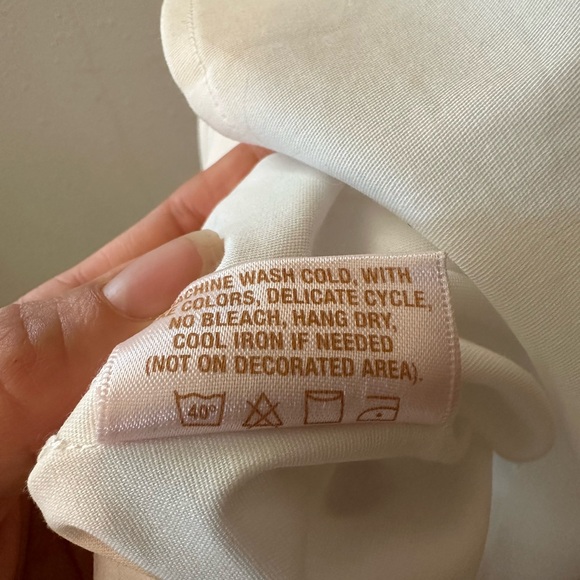 CHINE WASH COLD, WITH
E COLORS, DELICATE CYCLE,
NO BLEACH, HANG DRY,
COOL IRON IF NEEDED
(NOT ON DECORATED AREA).
40°